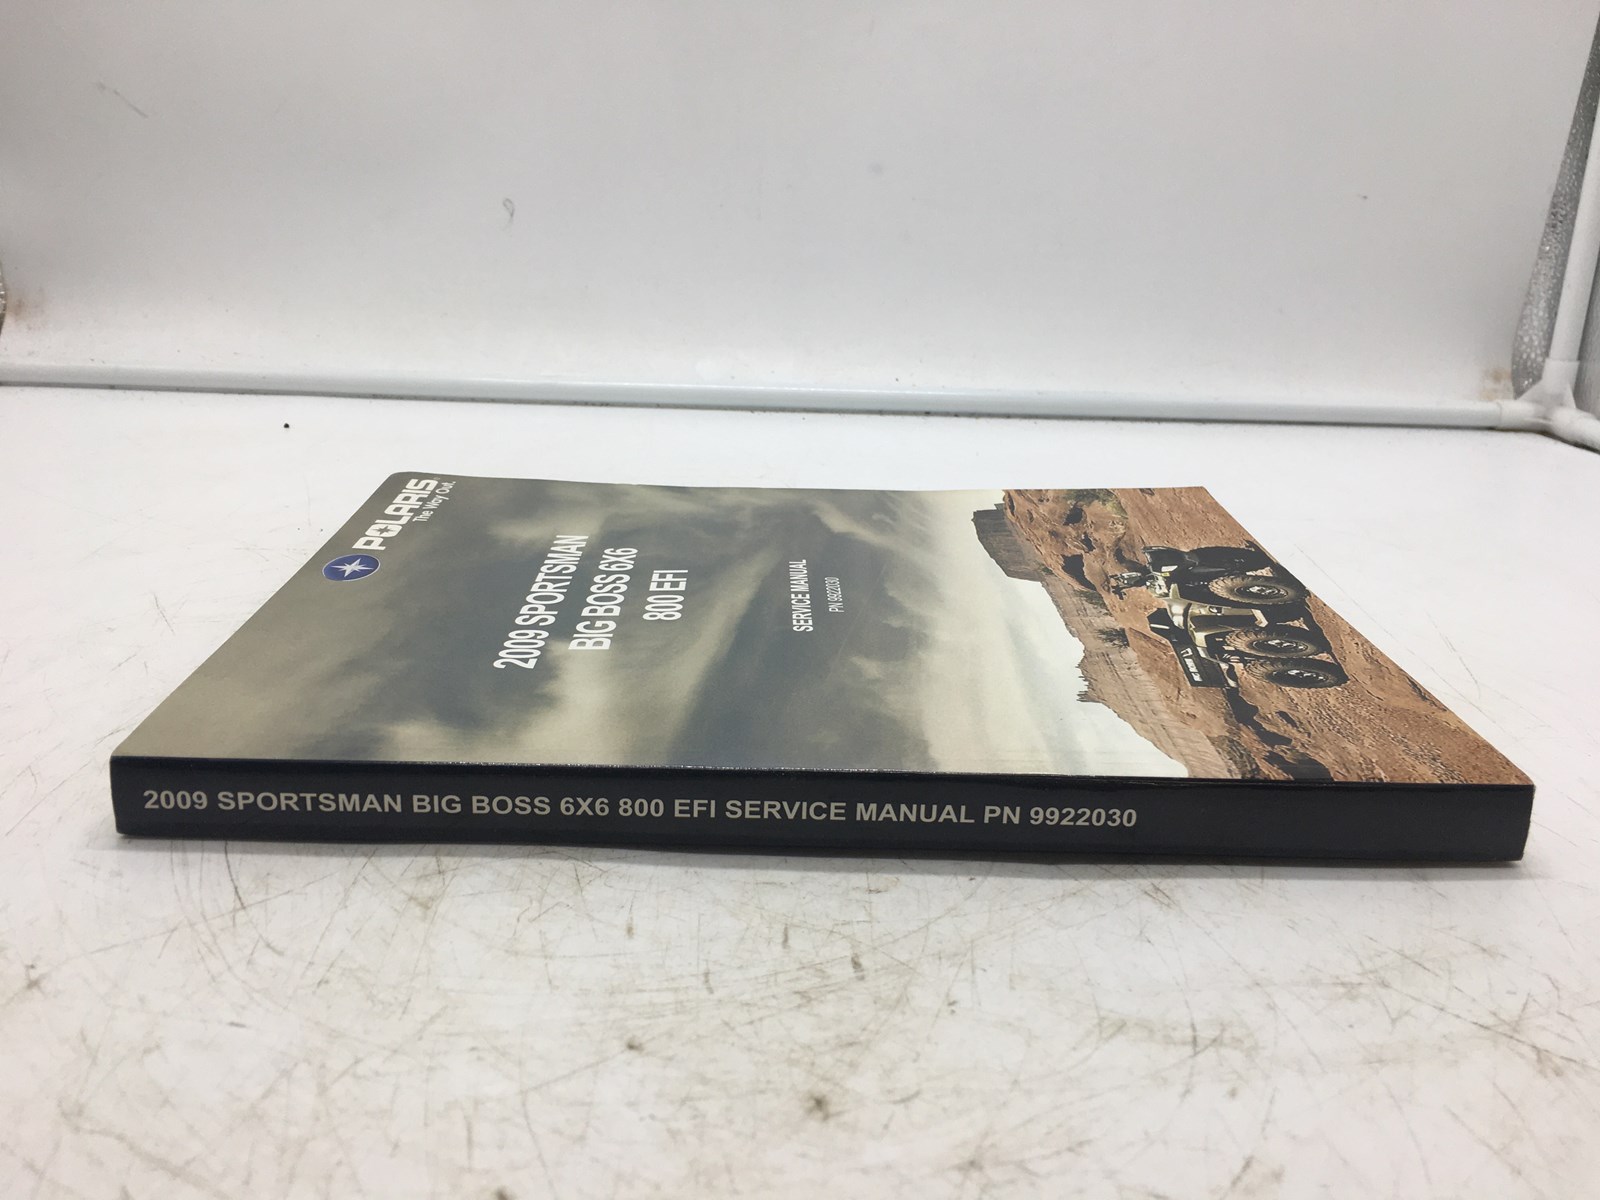 POLARIS
The Way Out.
2009 SPORTSMAN
BIG BOSS 6X6
800 EFI
SERVICE MANUAL
PN 9922030
2009 SPORTSMAN BIG BOSS 6X6 800 EFI SERVICE MANUAL PN 9922030